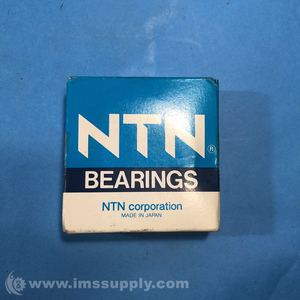 NTN®
BEARINGS
NTN corporation
MADE IN JAPAN
© www.imssupply.com